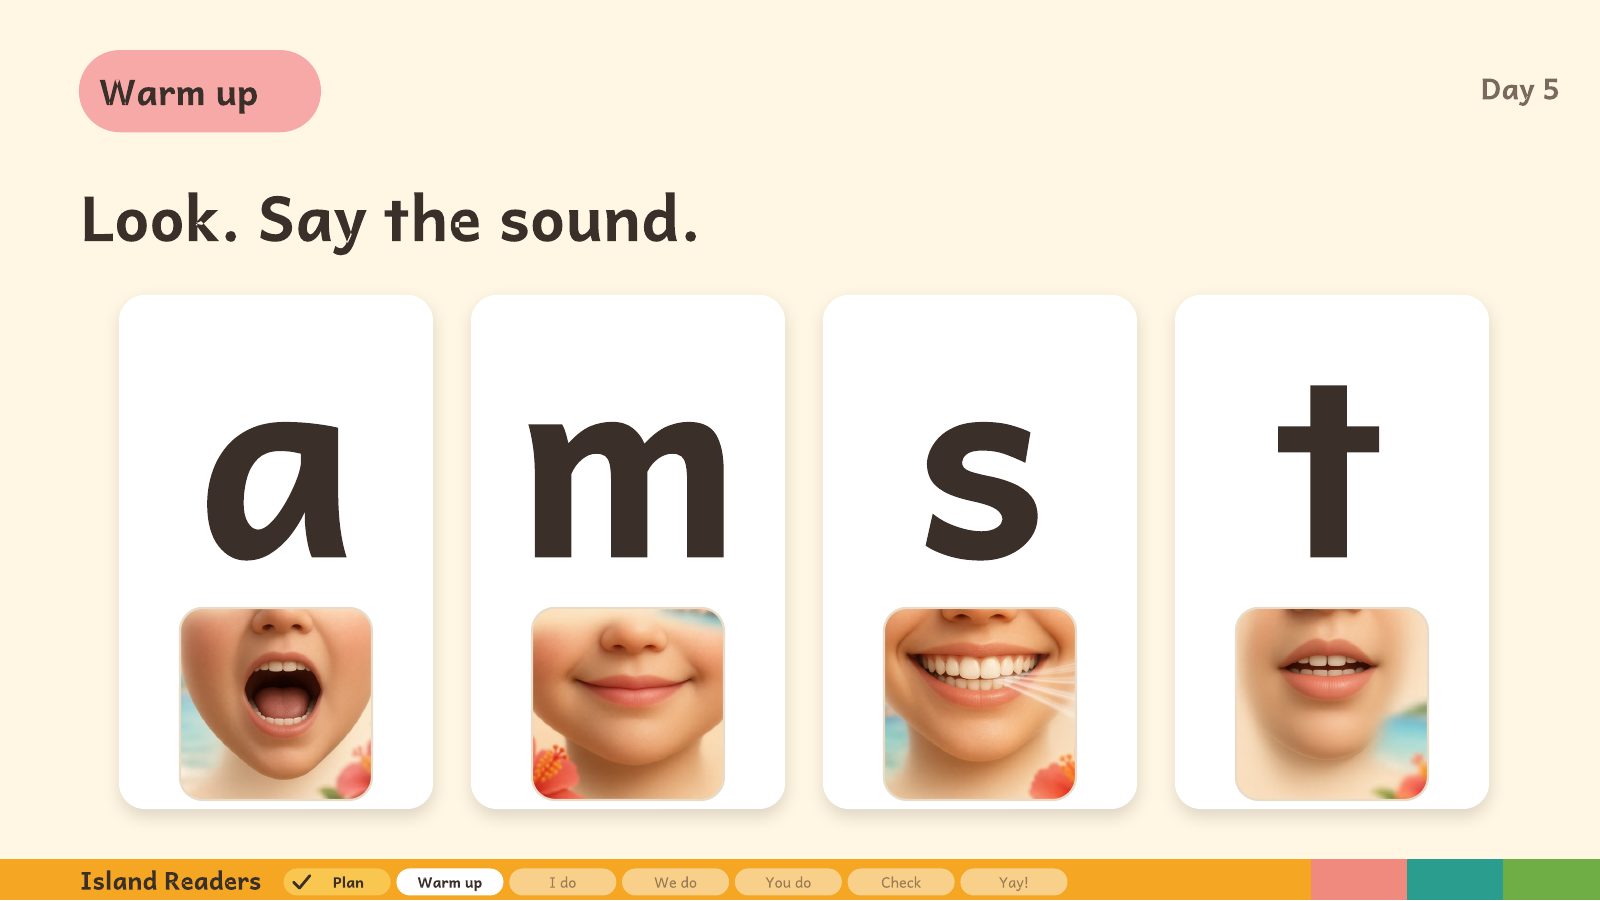 Warm up
Day 5
Look. Say the sound.
a m s t
Island Readers Plan Warm up I do We do You do Check Yay!